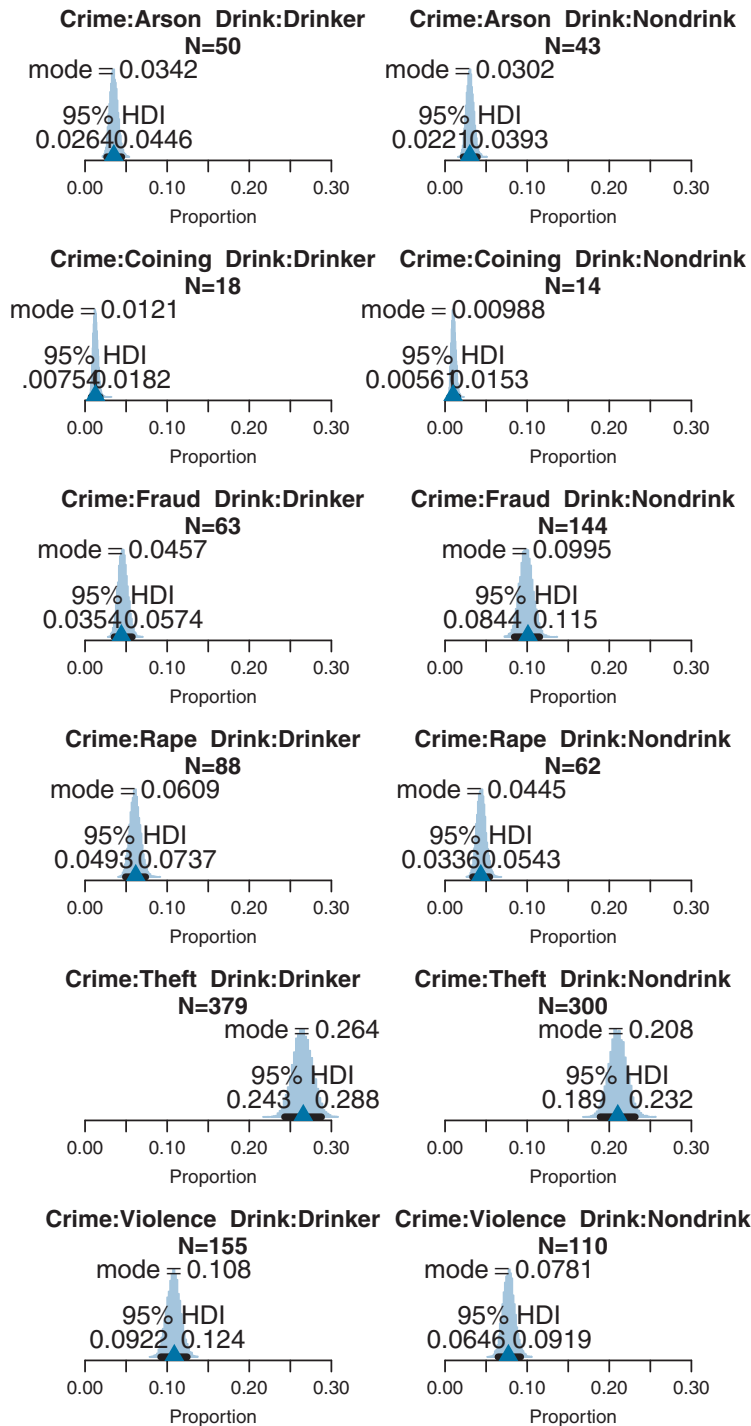 Crime:Arson Drink:Drinker
N=50
mode = 0.0342
95% HDI
0.0264 0.0446
0.00 0.10 0.20 0.30
Proportion
Crime:Arson Drink:Nondrink
N=43
mode = 0.0302
95% HDI
0.0221 0.0393
0.00 0.10 0.20 0.30
Proportion
Crime:Coining Drink:Drinker
N=18
mode = 0.0121
95% HDI
.00754 0.0182
0.00 0.10 0.20 0.30
Proportion
Crime:Coining Drink:Nondrink
N=14
mode = 0.00988
95% HDI
0.00561 0.0153
0.00 0.10 0.20 0.30
Proportion
Crime:Fraud Drink:Drinker
N=63
mode = 0.0457
95% HDI
0.0354 0.0574
0.00 0.10 0.20 0.30
Proportion
Crime:Fraud Drink:Nondrink
N=144
mode = 0.0995
95% HDI
0.0844 0.115
0.00 0.10 0.20 0.30
Proportion
Crime:Rape Drink:Drinker
N=88
mode = 0.0609
95% HDI
0.0493 0.0737
0.00 0.10 0.20 0.30
Proportion
Crime:Rape Drink:Nondrink
N=62
mode = 0.0445
95% HDI
0.0336 0.0543
0.00 0.10 0.20 0.30
Proportion
Crime:Theft Drink:Drinker
N=379
mode = 0.264
95% HDI
0.243 0.288
0.00 0.10 0.20 0.30
Proportion
Crime:Theft Drink:Nondrink
N=300
mode = 0.208
95% HDI
0.189 0.232
0.00 0.10 0.20 0.30
Proportion
Crime:Violence Drink:Drinker
N=155
mode = 0.108
95% HDI
0.0922 0.124
0.00 0.10 0.20 0.30
Proportion
Crime:Violence Drink:Nondrink
N=110
mode = 0.0781
95% HDI
0.0646 0.0919
0.00 0.10 0.20 0.30
Proportion